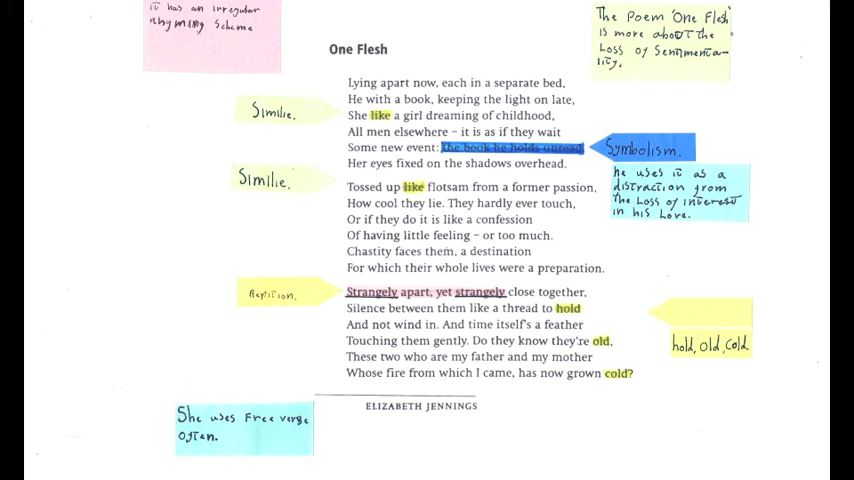 it has an irregular
rhyming scheme
The Poem 'One Flesh'
is more about the
Loss of Sentimenta-
lity.
One Flesh
Lying apart now, each in a separate bed,
He with a book, keeping the light on late,
Similie.
She like a girl dreaming of childhood,
All men elsewhere – it is as if they wait
Some new event: the book he holds unread,
Symbolism.
Her eyes fixed on the shadows overhead.
he uses it as a
distraction from
the Loss of interest
in his Love.
Similie.
Tossed up like flotsam from a former passion,
How cool they lie. They hardly ever touch,
Or if they do it is like a confession
Of having little feeling – or too much.
Chastity faces them, a destination
For which their whole lives were a preparation.
Strangely apart, yet strangely close together,
Silence between them like a thread to hold
And not wind in. And time itself's a feather
Touching them gently. Do they know they're old,
hold, old, cold
These two who are my father and my mother
Whose fire from which I came, has now grown cold?
ELIZABETH JENNINGS
She uses Free verse
often.